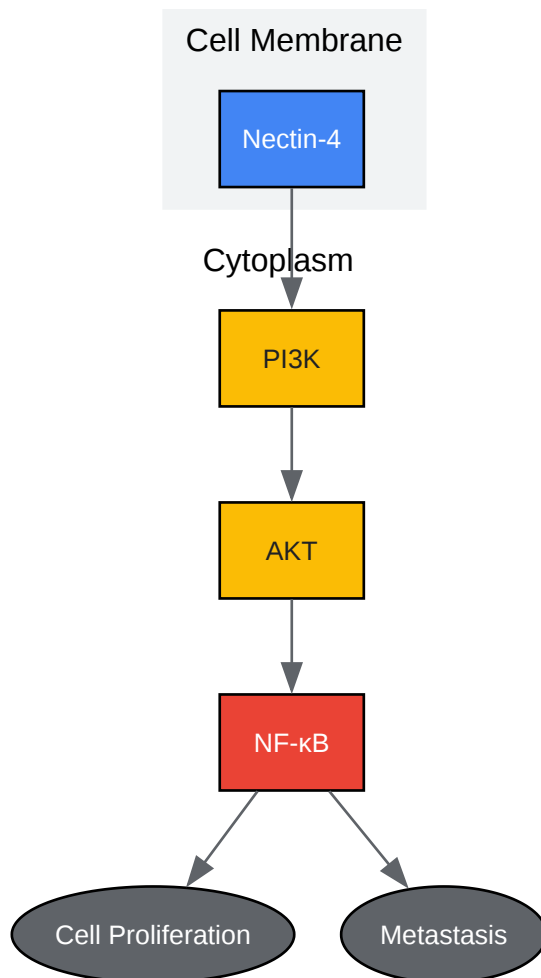 Cell Membrane
Nectin-4
Cytoplasm
PI3K
AKT
NF-κB
Cell Proliferation
Metastasis